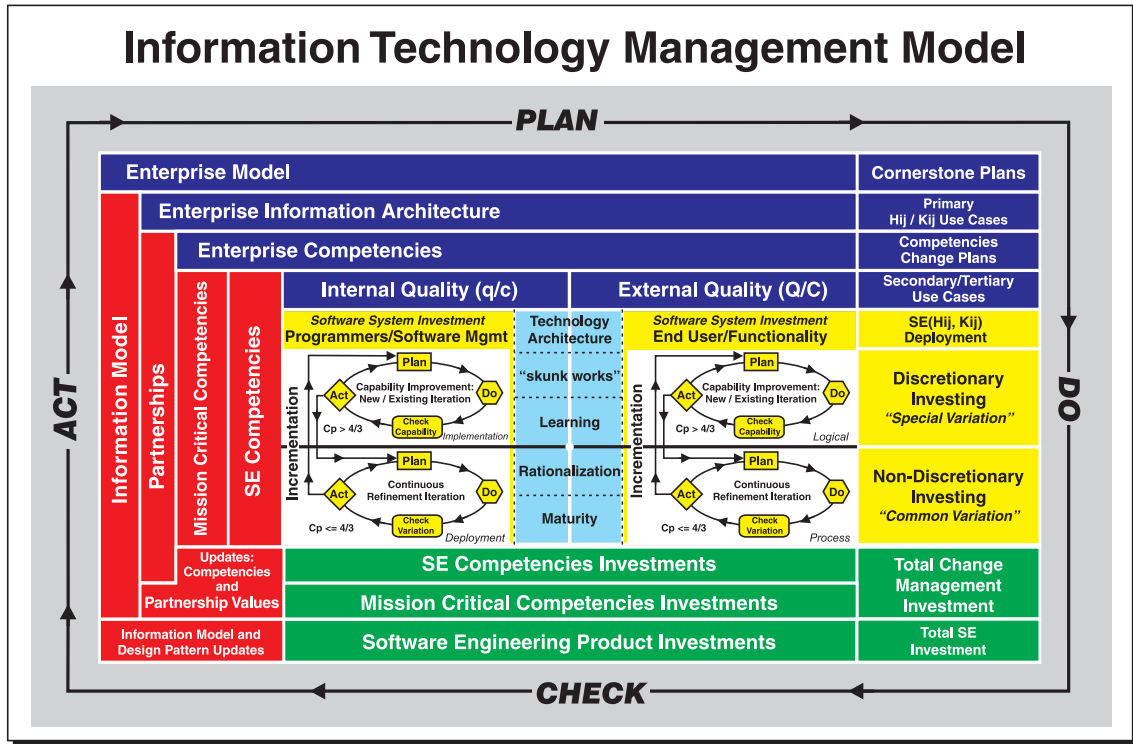 Information Technology Management Model
PLAN
Enterprise Model
Cornerstone Plans
Enterprise Information Architecture
Primary
Hij / Kij Use Cases
Enterprise Competencies
Competencies
Change Plans
Internal Quality (q/c)
External Quality (Q/C)
Secondary/Tertiary
Use Cases
ACT
Information Model
Partnerships
Mission Critical Competencies
SE Competencies
Software System Investment
Programmers/Software Mgmt
Technology
Architecture
Software System Investment
End User/Functionality
SE(Hij, Kij)
Deployment
Incrementation
Plan
Act
Capability Improvement:
New / Existing Iteration
Do
Check
Capability
Cp > 4/3
Implementation
"skunk works"
Learning
Incrementation
Plan
Act
Capability Improvement:
New / Existing Iteration
Do
Check
Capability
Cp > 4/3
Logical
Discretionary
Investing
"Special Variation"
DO
Plan
Act
Continuous
Refinement Iteration
Do
Check
Variation
Cp <= 4/3
Deployment
Rationalization
Maturity
Plan
Act
Continuous
Refinement Iteration
Do
Check
Variation
Cp <= 4/3
Process
Non-Discretionary
Investing
"Common Variation"
Updates:
Competencies
and
Partnership Values
SE Competencies Investments
Mission Critical Competencies Investments
Total Change
Management
Investment
Information Model and
Design Pattern Updates
Software Engineering Product Investments
Total SE
Investment
CHECK